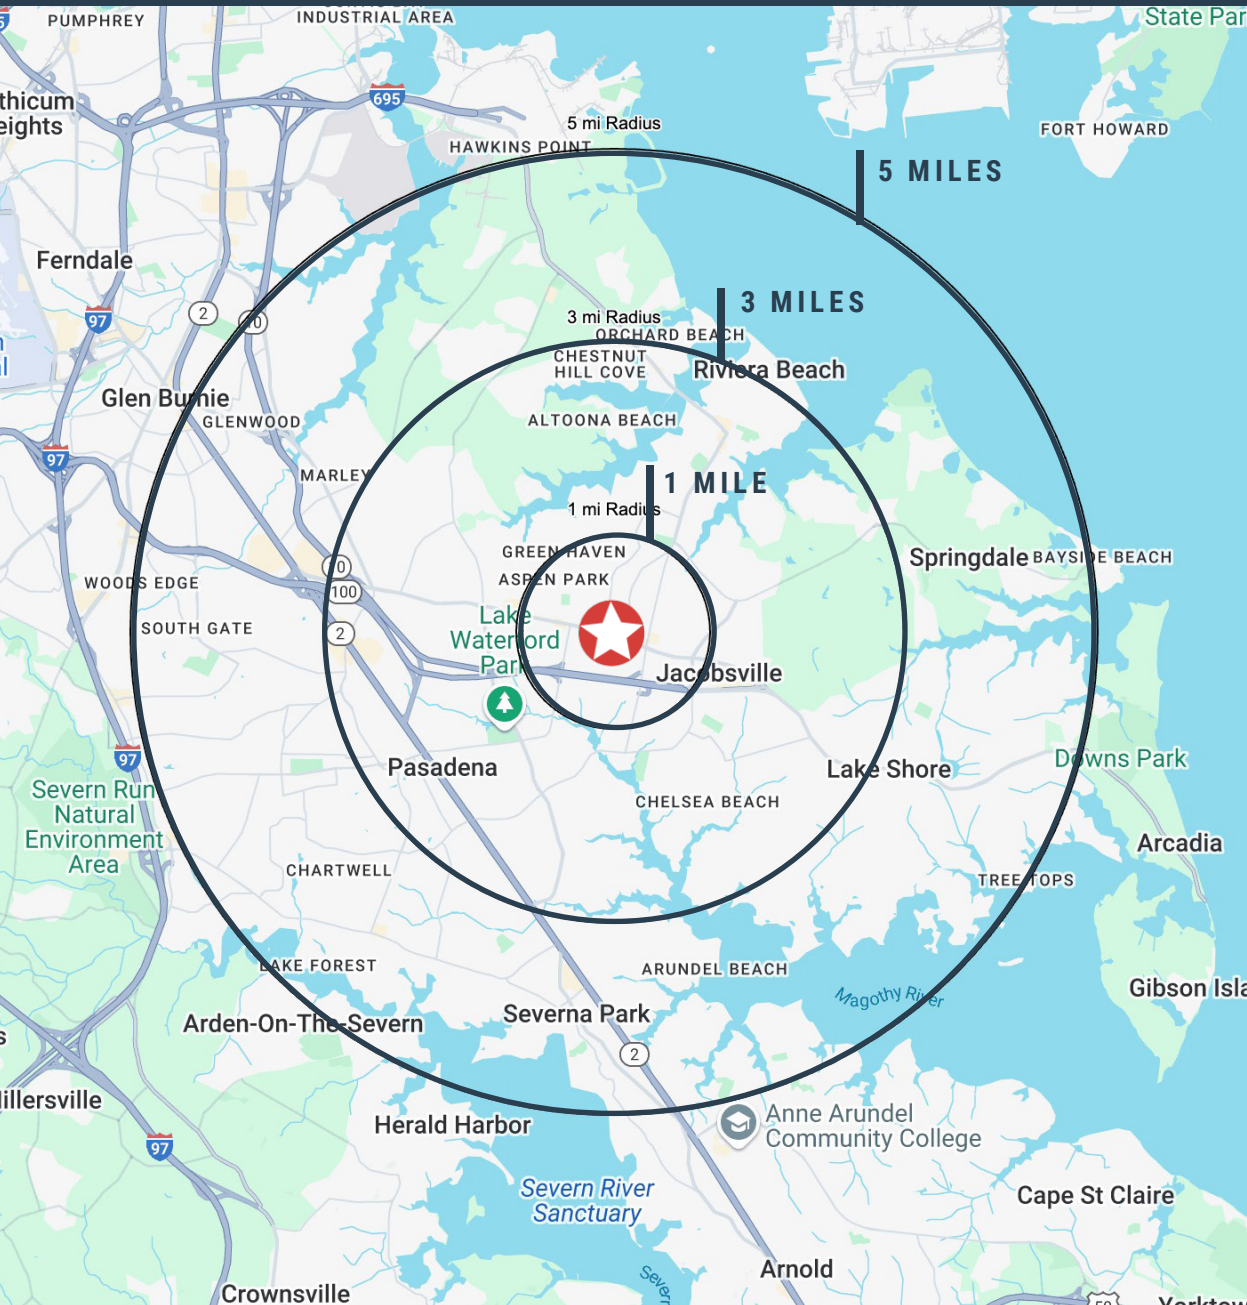 PUMPHREY
INDUSTRIAL AREA
State Par
695
thicum
eights
5 mi Radius
FORT HOWARD
HAWKINS POINT
5 MILES
Ferndale
97
2
10
3 MILES
3 mi Radius
ORCHARD BEACH
CHESTNUT
HILL COVE
Riviera Beach
al
Glen Burnie
GLENWOOD
ALTOONA BEACH
97
MARLEY
1 MILE
1 mi Radius
GREEN HAVEN
Springdale
BAYSIDE BEACH
10
ASPEN PARK
WOODS EDGE
100
Lake
Waterford
Park
SOUTH GATE
2
Jacobsville
97
Downs Park
Pasadena
Lake Shore
Severn Run
Natural
Environment
Area
CHELSEA BEACH
Arcadia
CHARTWELL
TREE TOPS
LAKE FOREST
ARUNDEL BEACH
Gibson Isla
Magothy River
Severna Park
Arden-On-The-Severn
s
2
illersville
Anne Arundel
Community College
Herald Harbor
97
Severn River
Sanctuary
Cape St Claire
Arnold
Severn
Crownsville
50
Yorktow